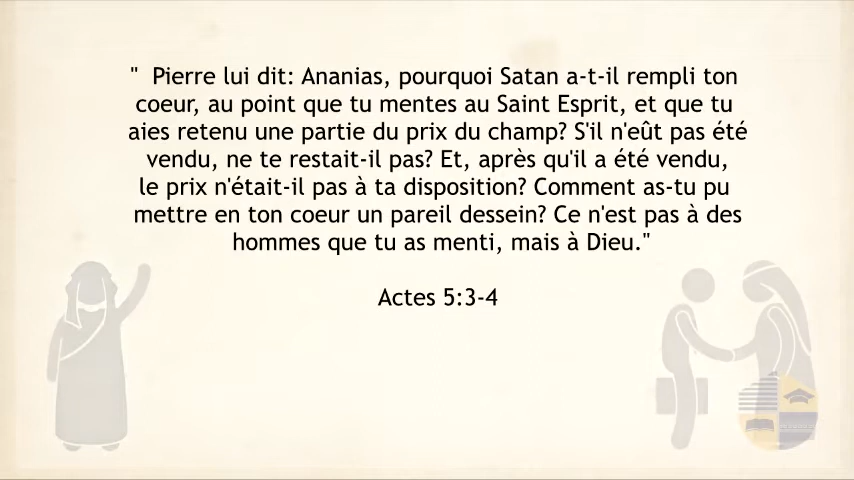 "  Pierre lui dit: Ananias, pourquoi Satan a-t-il rempli ton
coeur, au point que tu mentes au Saint Esprit, et que tu
aies retenu une partie du prix du champ? S'il n'eût pas été
vendu, ne te restait-il pas? Et, après qu'il a été vendu,
le prix n'était-il pas à ta disposition? Comment as-tu pu
mettre en ton coeur un pareil dessein? Ce n'est pas à des
hommes que tu as menti, mais à Dieu."
Actes 5:3-4